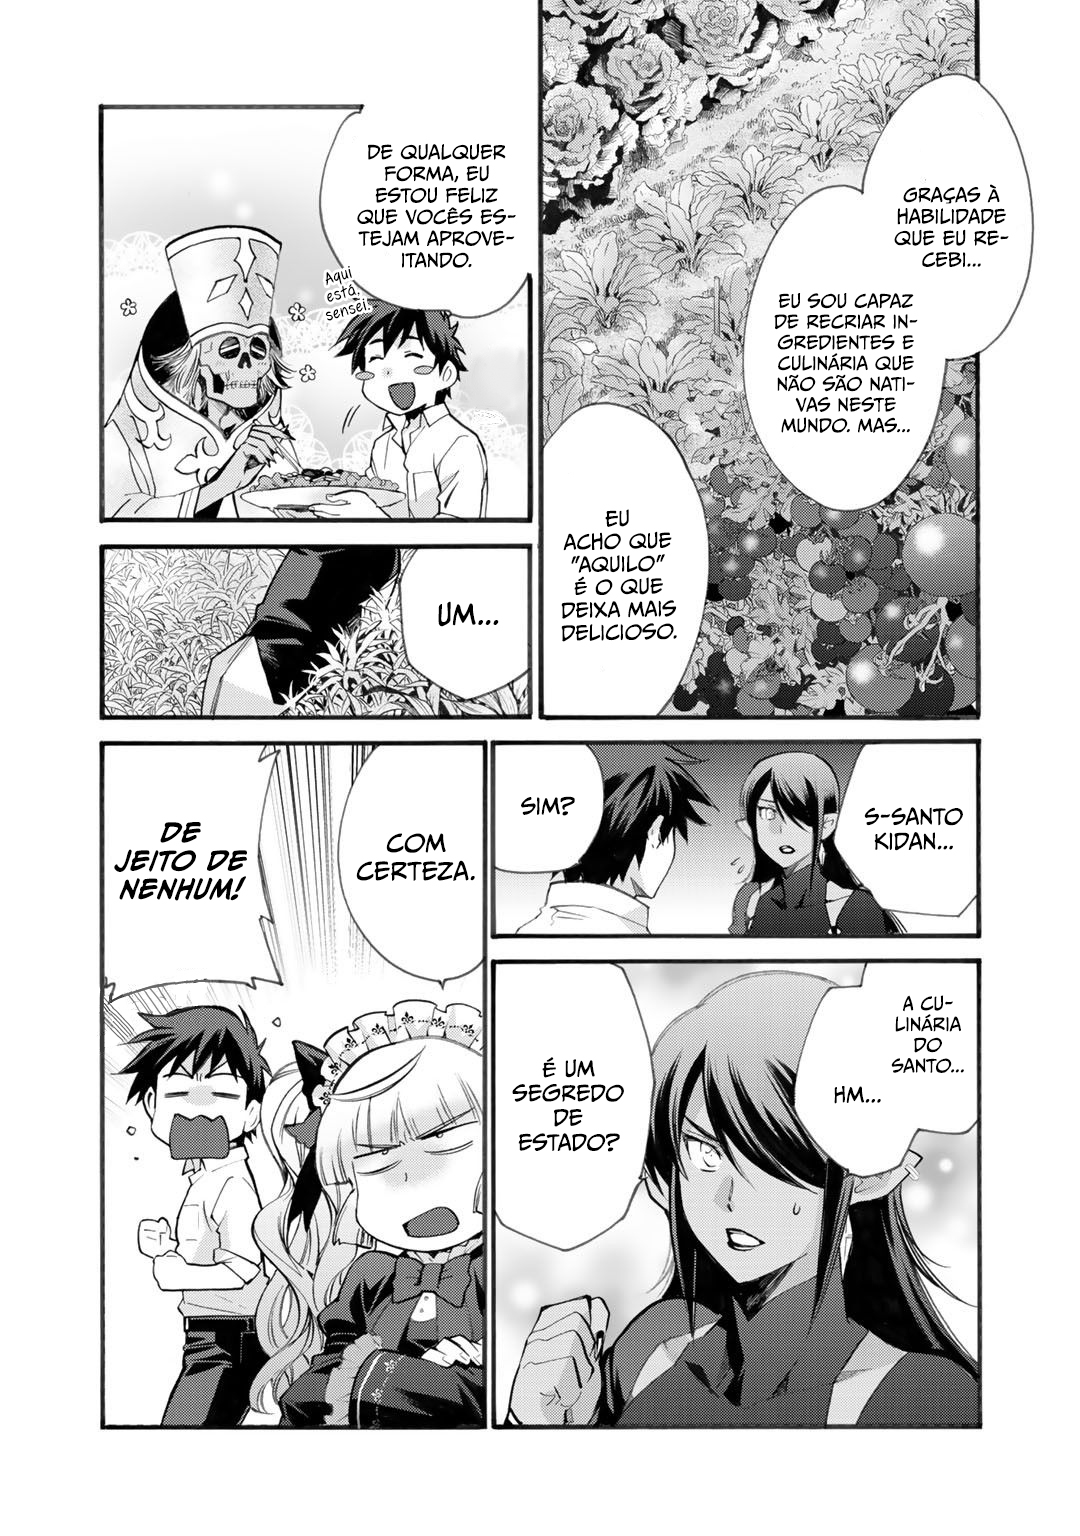 GRAÇAS À
HABILIDADE
QUE EU RE-
CEBI...
EU SOU CAPAZ
DE RECRIAR IN-
GREDIENTES E
CULINÁRIA QUE
NÃO SÃO NATI-
VAS NESTE
MUNDO. MAS...
EU
ACHO QUE
"AQUILO"
É O QUE
DEIXA MAIS
DELICIOSO.
DE QUALQUER
FORMA, EU
ESTOU FELIZ
QUE VOCÊS ES-
TEJAM APROVE-
ITANDO.
Aqui
está,
sensei.
UM...
S-SANTO
KIDAN...
SIM?
A CU-
LINÁRIA
DO
SANTO...
HM...
É UM
SEGREDO
DE
ESTADO?
COM
CERTEZA.
DE
JEITO DE
NENHUM!